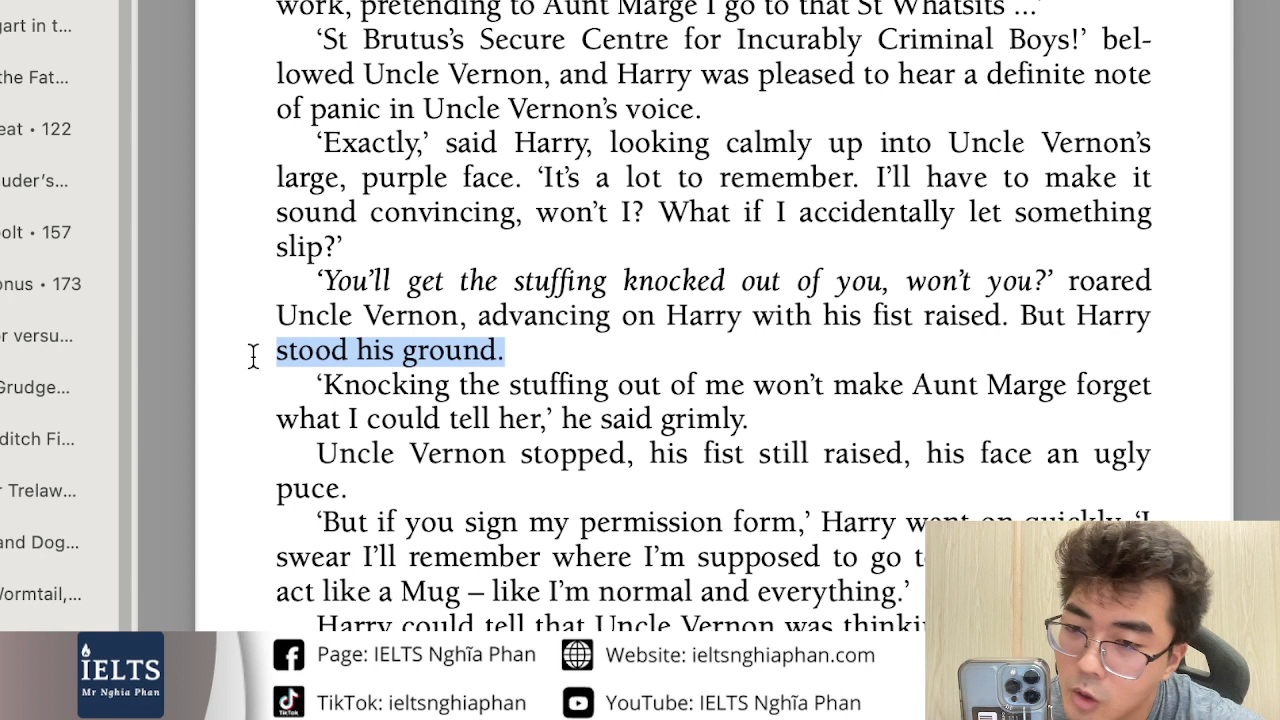 gart in t...
the Fat...
eat • 122
uder's...
olt • 157
onus • 173
r versu...
Grudge...
ditch Fi...
r Trelaw...
and Dog...
Wormtail,...
work, pretending to Aunt Marge I go to that St Whatsits ...'
'St Brutus's Secure Centre for Incurably Criminal Boys!' bel-
lowed Uncle Vernon, and Harry was pleased to hear a definite note
of panic in Uncle Vernon's voice.
'Exactly,' said Harry, looking calmly up into Uncle Vernon's
large, purple face. 'It's a lot to remember. I'll have to make it
sound convincing, won't I? What if I accidentally let something
slip?'
'You'll get the stuffing knocked out of you, won't you?' roared
Uncle Vernon, advancing on Harry with his fist raised. But Harry
stood his ground.
'Knocking the stuffing out of me won't make Aunt Marge forget
what I could tell her,' he said grimly.
Uncle Vernon stopped, his fist still raised, his face an ugly
puce.
'But if you sign my permission form,' Harry went on quickly, 'I
swear I'll remember where I'm supposed to go t
act like a Mug – like I'm normal and everything.'
Harry could tell that Uncle Vernon was thinki
IELTS
Mr Nghia Phan
Page: IELTS Nghĩa Phan
Website: ieltsnghiaphan.com
TikTok: ieltsnghiaphan
YouTube: IELTS Nghĩa Phan